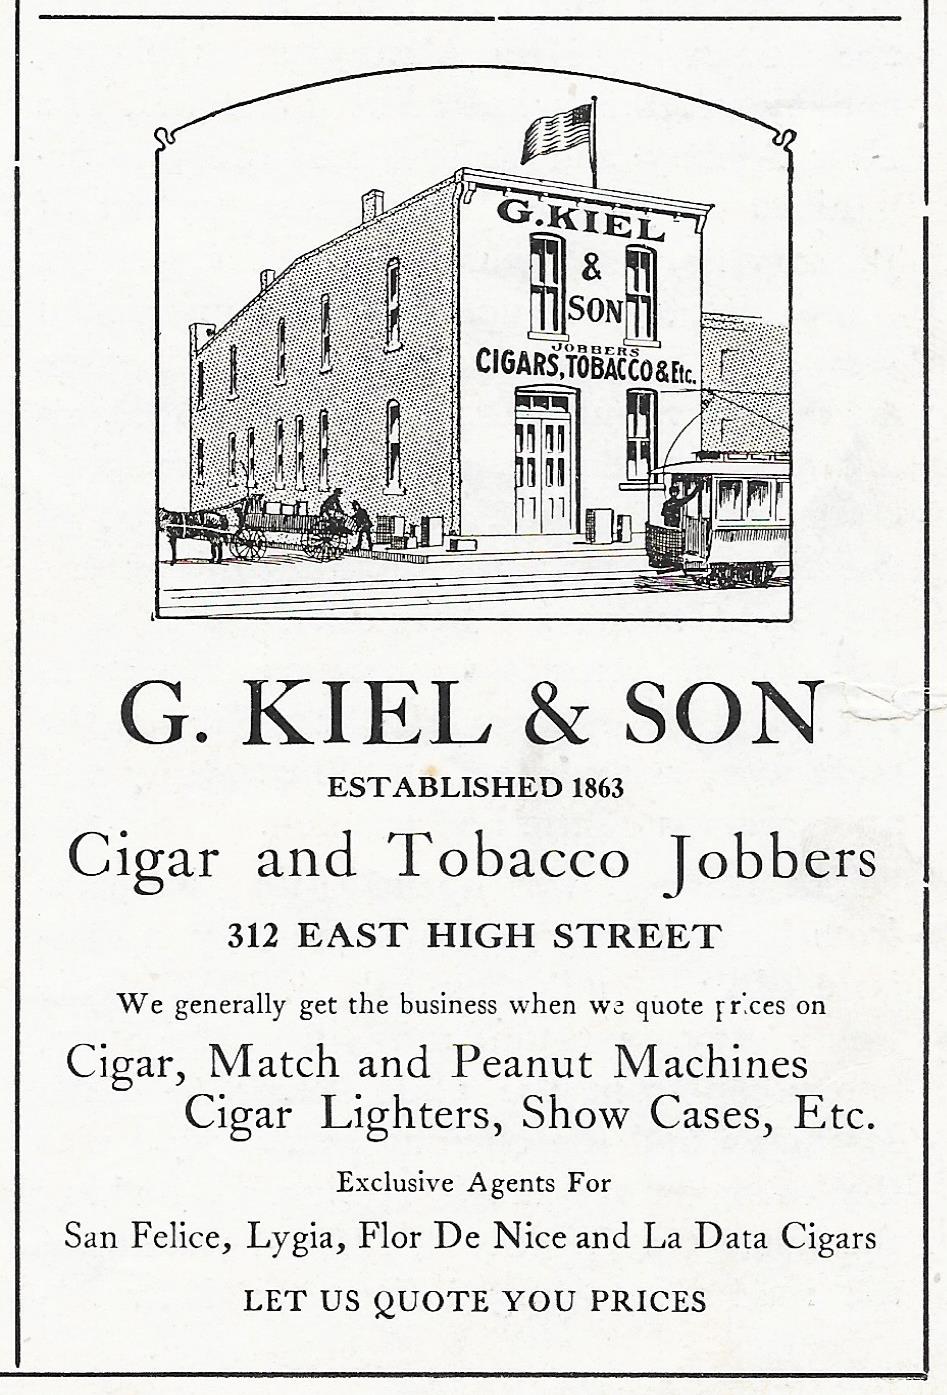 G. KIEL
&
SON
JOBBERS
CIGARS, TOBACCO & Etc.
G. KIEL & SON
ESTABLISHED 1863
Cigar and Tobacco Jobbers
312 EAST HIGH STREET
We generally get the business when we quote prices on
Cigar, Match and Peanut Machines
Cigar Lighters, Show Cases, Etc.
Exclusive Agents For
San Felice, Lygia, Flor De Nice and La Data Cigars
LET US QUOTE YOU PRICES